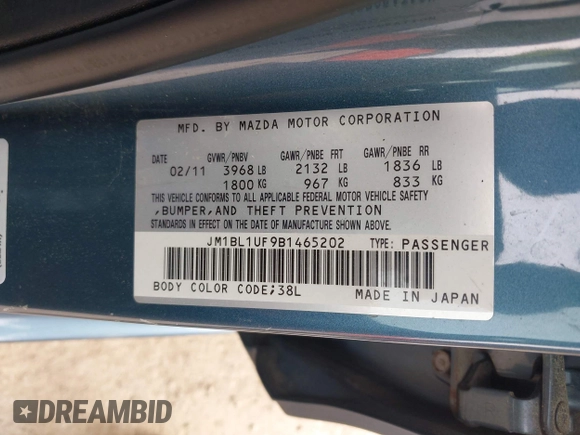 MFD. BY MAZDA MOTOR CORPORATION
DATE GVWR/PNBV GAWR/PNBE FRT GAWR/PNBE RR
02/11 3968 LB 2132 LB 1836 LB
1800 KG 967 KG 833 KG
THIS VEHICLE CONFORMS TO ALL APPLICABLE FEDERAL MOTOR VEHICLE SAFETY
,BUMPER,AND THEFT PREVENTION
STANDARDS IN EFFECT ON THE DATE OF MANUFACTURE SHOWN ABOVE.
JM1BL1UF9B1465202 TYPE: PASSENGER
BODY COLOR CODE;38L MADE IN JAPAN
DREAMBID